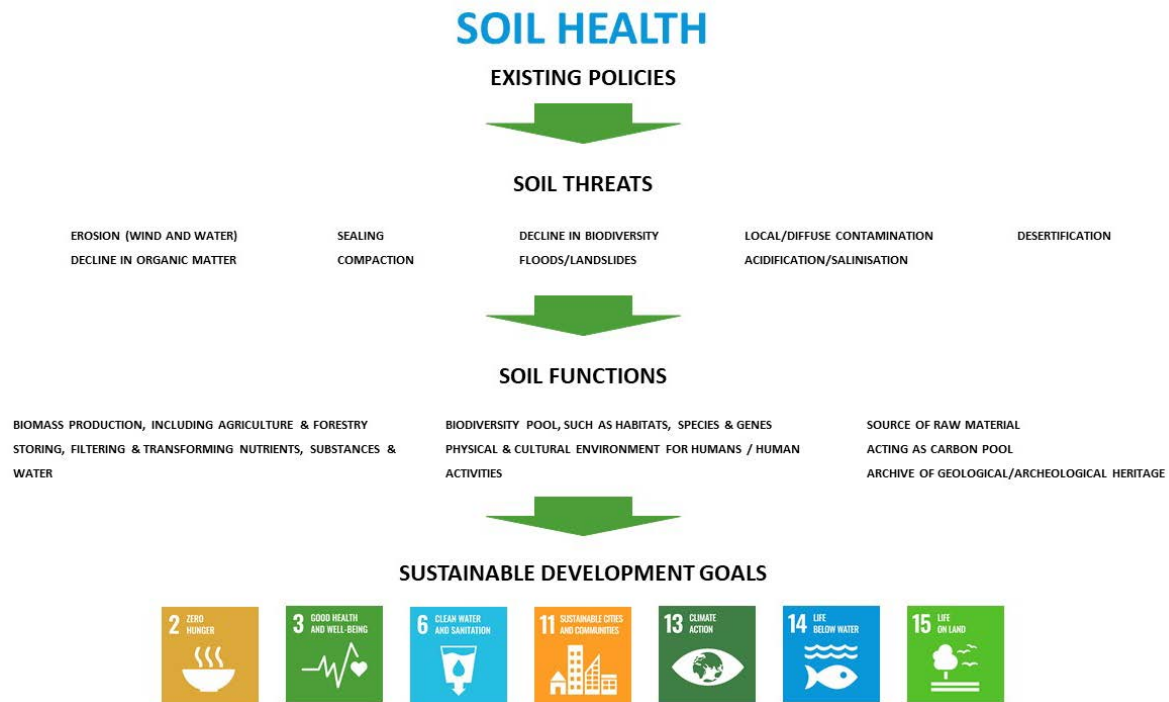 SOIL HEALTH
EXISTING POLICIES
SOIL THREATS
EROSION (WIND AND WATER)
DECLINE IN ORGANIC MATTER
SEALING
COMPACTION
DECLINE IN BIODIVERSITY
FLOODS/LANDSLIDES
LOCAL/DIFFUSE CONTAMINATION
ACIDIFICATION/SALINISATION
DESERTIFICATION
SOIL FUNCTIONS
BIOMASS PRODUCTION, INCLUDING AGRICULTURE & FORESTRY
STORING, FILTERING & TRANSFORMING NUTRIENTS, SUBSTANCES &
WATER
BIODIVERSITY POOL, SUCH AS HABITATS, SPECIES & GENES
PHYSICAL & CULTURAL ENVIRONMENT FOR HUMANS / HUMAN
ACTIVITIES
SOURCE OF RAW MATERIAL
ACTING AS CARBON POOL
ARCHIVE OF GEOLOGICAL/ARCHEOLOGICAL HERITAGE
SUSTAINABLE DEVELOPMENT GOALS
2 ZERO
HUNGER
3 GOOD HEALTH
AND WELL-BEING
6 CLEAN WATER
AND SANITATION
11 SUSTAINABLE CITIES
AND COMMUNITIES
13 CLIMATE
ACTION
14 LIFE
BELOW WATER
15 LIFE
ON LAND